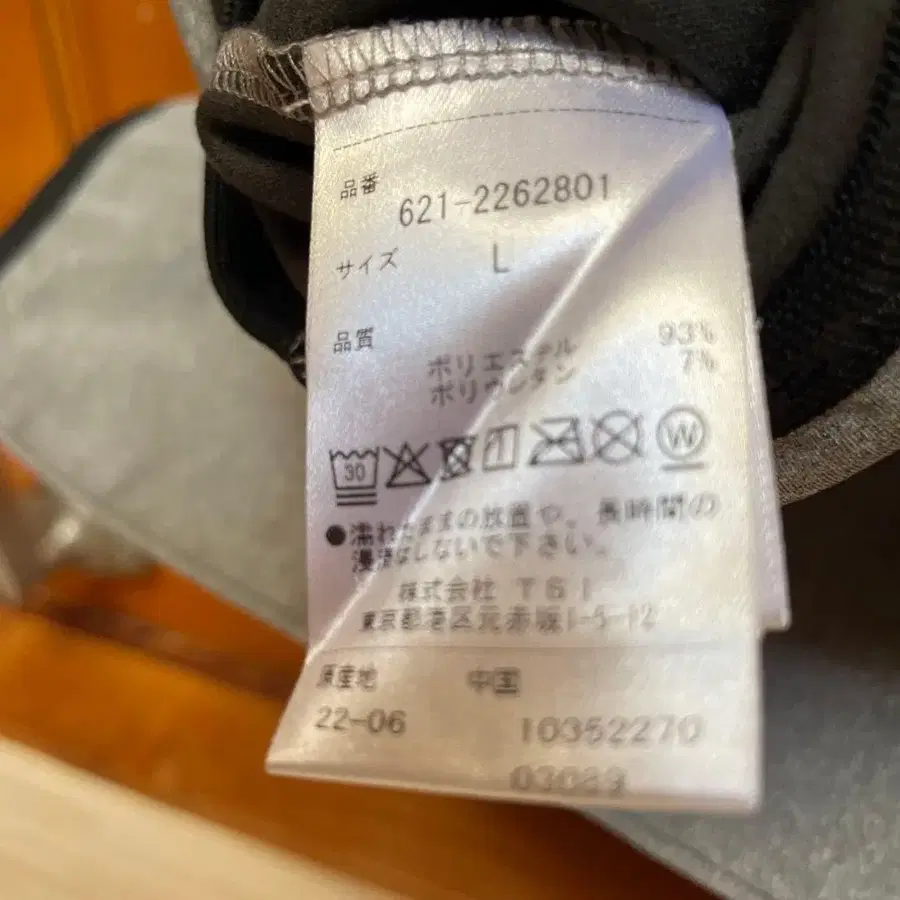 品番
621-2262801
サイズ L
品質
ポリエステル 93%
ポリウレタン 7%
30
W
●濡れたままの放置や、長時間の
浸漬はしないで下さい。
株式会社 TSI
東京都港区元赤坂1-5-12
原産地 中国
22-06 10352270
03089